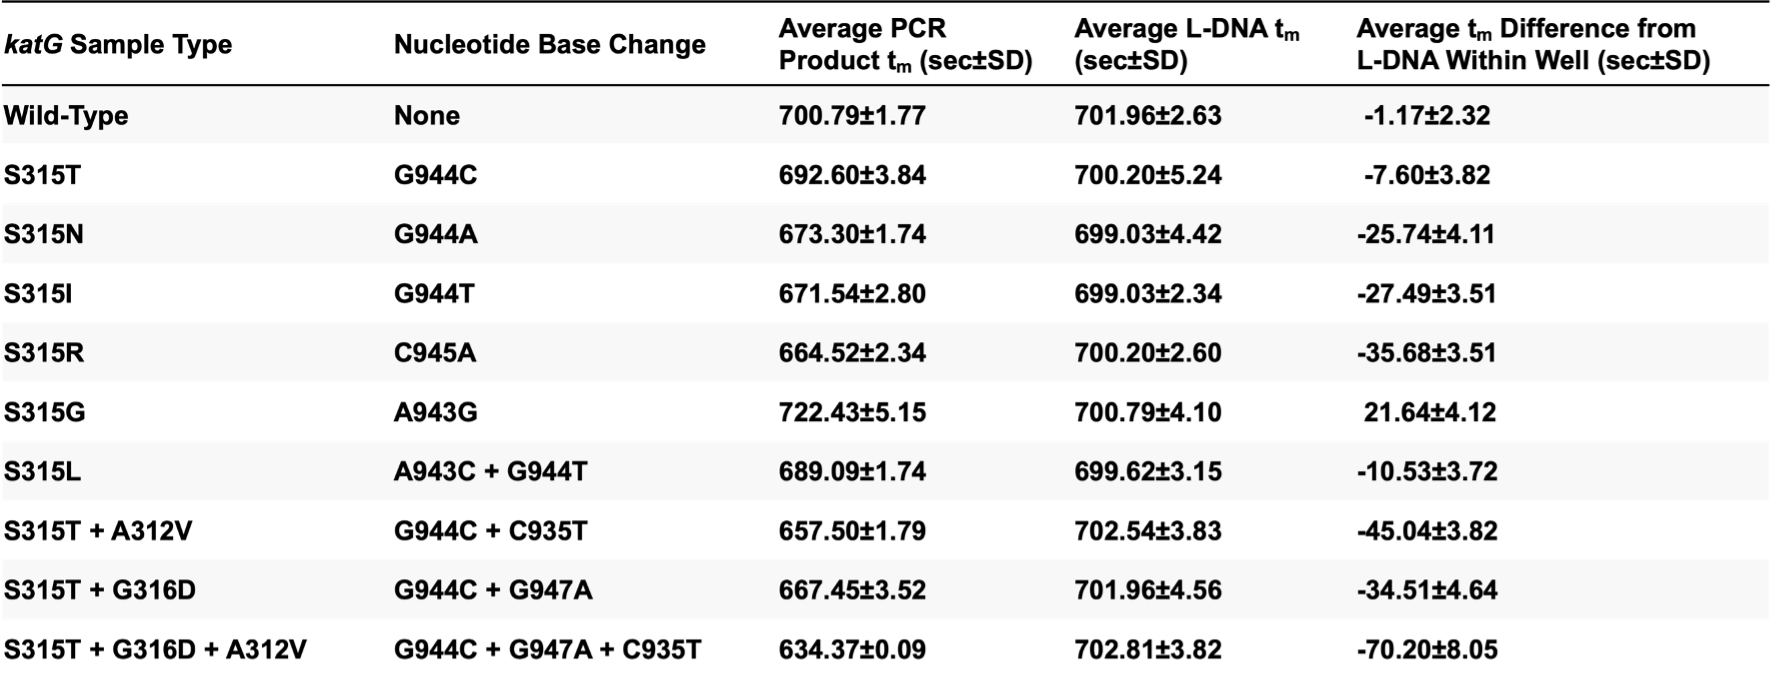 katG Sample Type Nucleotide Base Change Average PCR Product tm (sec±SD) Average L-DNA tm (sec±SD) Average tm Difference from L-DNA Within Well (sec±SD)
Wild-Type None 700.79±1.77 701.96±2.63 -1.17±2.32
S315T G944C 692.60±3.84 700.20±5.24 -7.60±3.82
S315N G944A 673.30±1.74 699.03±4.42 -25.74±4.11
S315I G944T 671.54±2.80 699.03±2.34 -27.49±3.51
S315R C945A 664.52±2.34 700.20±2.60 -35.68±3.51
S315G A943G 722.43±5.15 700.79±4.10 21.64±4.12
S315L A943C + G944T 689.09±1.74 699.62±3.15 -10.53±3.72
S315T + A312V G944C + C935T 657.50±1.79 702.54±3.83 -45.04±3.82
S315T + G316D G944C + G947A 667.45±3.52 701.96±4.56 -34.51±4.64
S315T + G316D + A312V G944C + G947A + C935T 634.37±0.09 702.81±3.82 -70.20±8.05